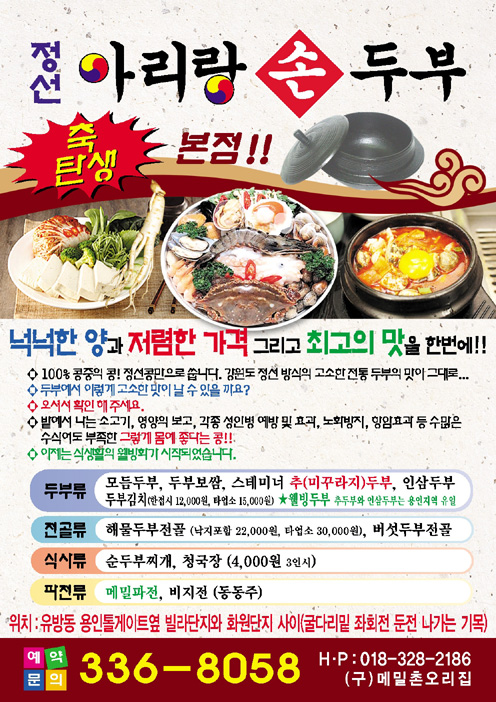 정선 아리랑 손 두부
축 탄생
본점!!
넉넉한 양과 저렴한 가격 그리고 최고의 맛을 한번에!!
◇ 100% 콩중의 콩! 정선콩만으로 씁니다. 강원도 정선 방식의 고소한 전통 두부의 맛이 그대로...
◇ 두부에서 이렇게 고소한 맛이 날 수 있을 까요?
◇ 오셔서 확인 해 주세요.
◇ 밭에서 나는 소고기, 영양의 보고, 각종 성인병 예방 및 효과, 노화방지, 항암효과 등 수많은
수식어도 부족한 그렇게 몸에 좋다는 콩!!
◇ 이제는 식생활의 웰빙화가 시작되었습니다.
두부류 모듬두부, 두부보쌈, 스테미너 추(미꾸라지)두부, 인삼두부
두부김치(한접시 12,000원, 타업소 15,000원) ★웰빙두부 추두부와 인삼두부는 용인지역 유일
전골류 해물두부전골 (낙지포함 22,000원, 타업소 30,000원), 버섯두부전골
식사류 순두부찌개, 청국장 (4,000원 3인시)
파전류 메밀파전, 비지전 (동동주)
위치 : 유방동 용인톨게이트옆 빌라단지와 화원단지 사이(굴다리밑 좌회전 둔전 나가는 기목)
예약문의 336-8058
H·P : 018-328-2186
(구)메밀촌오리집